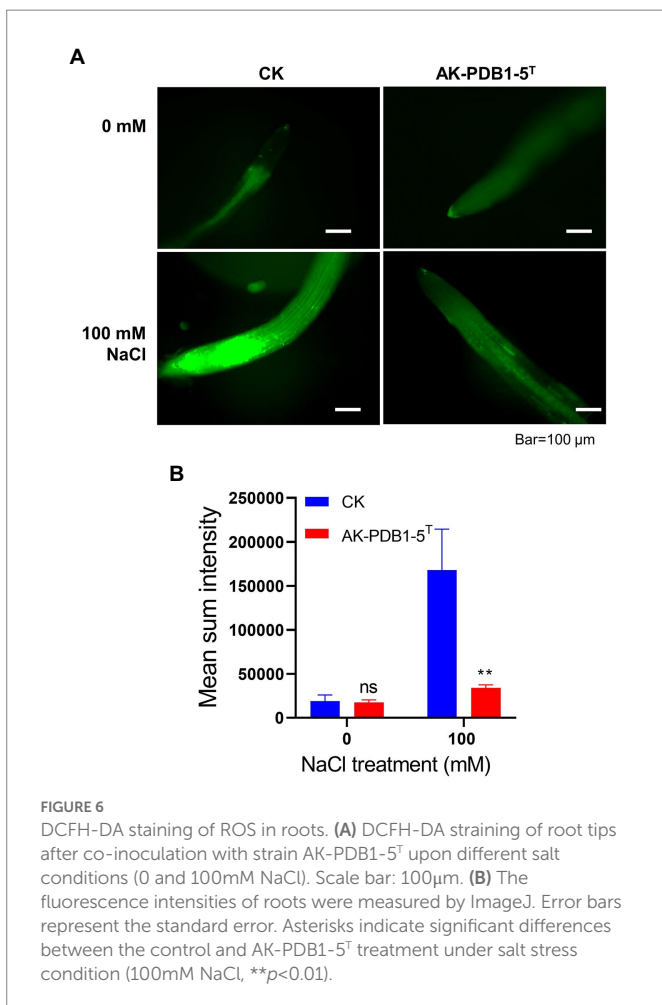 A
CK
AK-PDB1-5ᵀ
0 mM
100 mM
NaCl
Bar=100 µm
B
250000
200000
150000
100000
50000
0
Mean sum intensity
CK
AK-PDB1-5ᵀ
ns
**
0
100
NaCl treatment (mM)
FIGURE 6
DCFH-DA staining of ROS in roots. (A) DCFH-DA straining of root tips
after co-inoculation with strain AK-PDB1-5ᵀ upon different salt
conditions (0 and 100mM NaCl). Scale bar: 100µm. (B) The
fluorescence intensities of roots were measured by ImageJ. Error bars
represent the standard error. Asterisks indicate significant differences
between the control and AK-PDB1-5ᵀ treatment under salt stress
condition (100mM NaCl, **p<0.01).